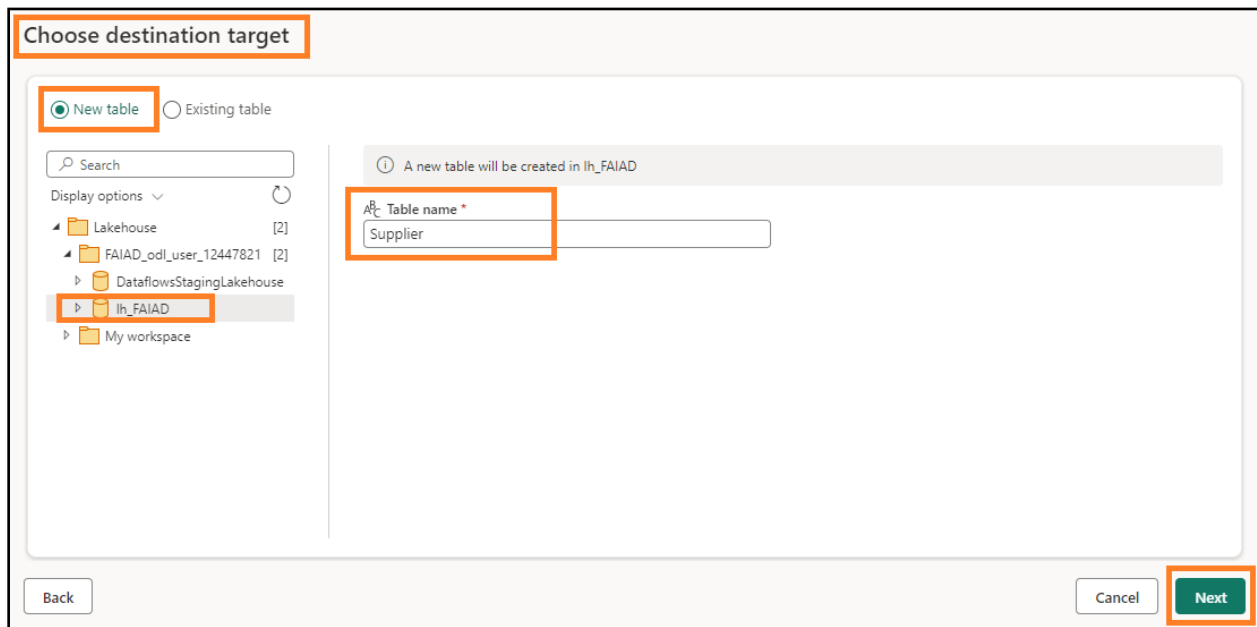 Choose destination target
New table Existing table
Search
Display options
Lakehouse [2]
FAIAD_odl_user_12447821 [2]
DataflowsStagingLakehouse
lh_FAIAD
My workspace
A new table will be created in lh_FAIAD
ABC Table name *
Supplier
Back Cancel Next